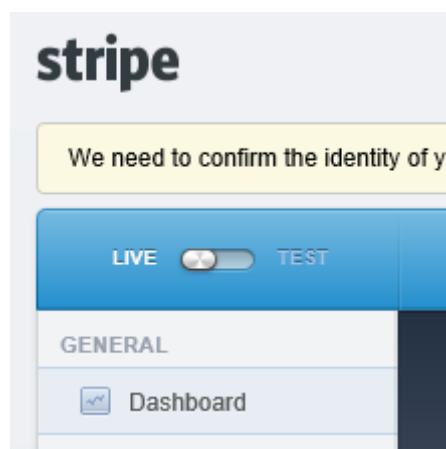 stripe
We need to confirm the identity of y
LIVE TEST
GENERAL
Dashboard